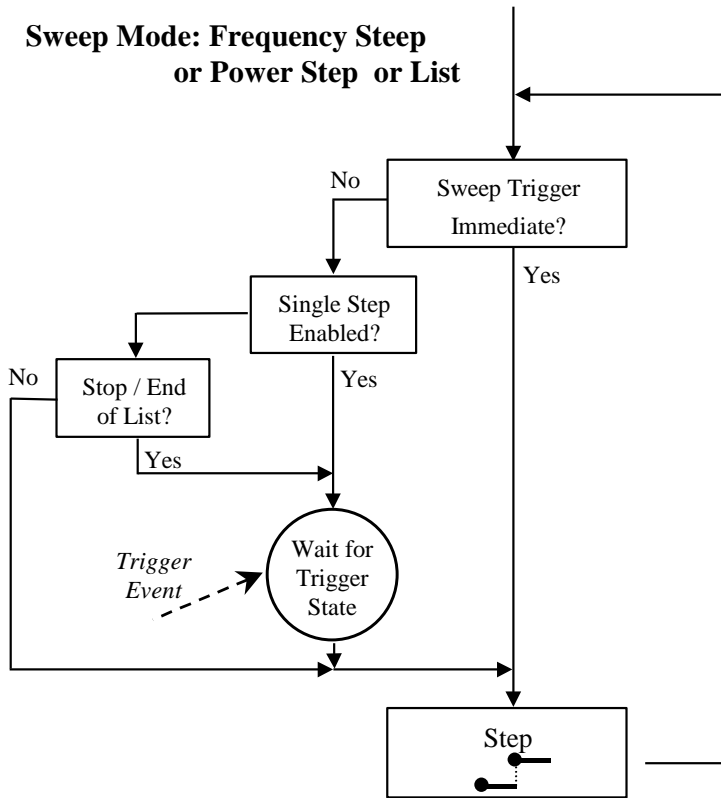 Sweep Mode: Frequency Steep
or Power Step or List
No
Sweep Trigger
Immediate?
Yes
Single Step
Enabled?
No
Yes
Stop / End
of List?
Yes
Wait for
Trigger
State
Trigger
Event
Step